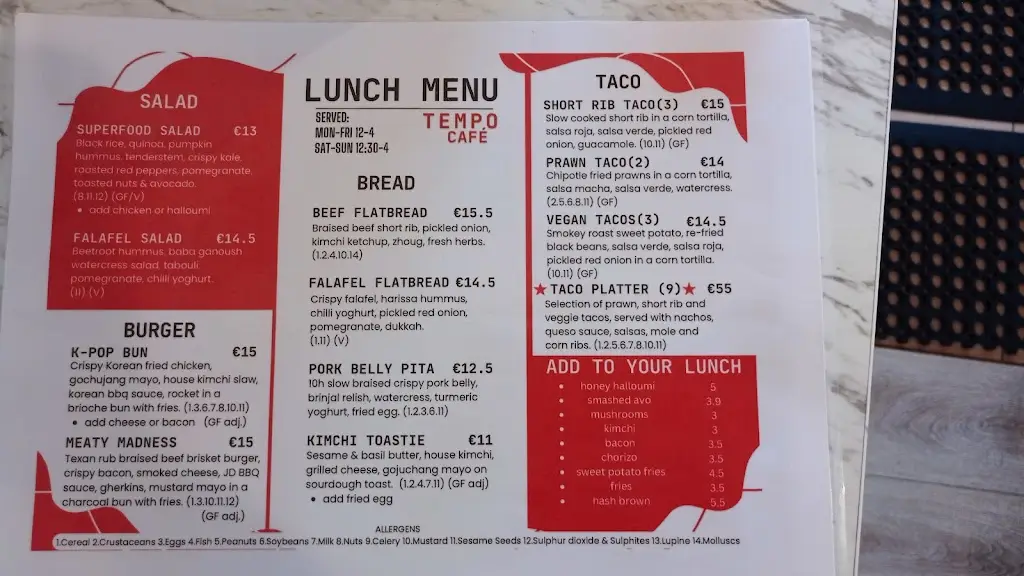 SALAD
SUPERFOOD SALAD €13
Black rice, quinoa, pumpkin
hummus, tenderstem, crispy kale,
roasted red peppers, pomegranate,
toasted nuts & avocado.
(8.11.12) (GF/V)
• add chicken or halloumi
FALAFEL SALAD €14.5
Beetroot hummus, baba ganoush
watercress salad, tabouli,
pomegranate, chilli yoghurt.
(11) (V)
BURGER
K-POP BUN €15
Crispy Korean fried chicken,
gochujang mayo, house kimchi slaw,
korean bbq sauce, rocket in a
brioche bun with fries. (1.3.6.7.8.10.11)
• add cheese or bacon (GF adj.)
MEATY MADNESS €15
Texan rub braised beef brisket burger,
crispy bacon, smoked cheese, JD BBQ
sauce, gherkins, mustard mayo in a
charcoal bun with fries. (1.3.10.11.12)
(GF adj.)
LUNCH MENU
SERVED:
MON-FRI 12-4
SAT-SUN 12:30-4
TEMPO
CAFÉ
BREAD
BEEF FLATBREAD €15.5
Braised beef short rib, pickled onion,
kimchi ketchup, zhoug, fresh herbs.
(1.2.4.10.14)
FALAFEL FLATBREAD €14.5
Crispy falafel, harissa hummus,
chilli yoghurt, pickled red onion,
pomegranate, dukkah.
(1.11) (V)
PORK BELLY PITA €12.5
10h slow braised crispy pork belly,
brinjal relish, watercress, turmeric
yoghurt, fried egg. (1.2.3.6.11)
KIMCHI TOASTIE €11
Sesame & basil butter, house kimchi,
grilled cheese, gojuchang mayo on
sourdough toast. (1.2.4.7.11) (GF adj)
• add fried egg
TACO
SHORT RIB TACO(3) €15
Slow cooked short rib in a corn tortilla,
salsa roja, salsa verde, pickled red
onion, guacamole. (10.11) (GF)
PRAWN TACO(2) €14
Chipotle fried prawns in a corn tortilla,
salsa macha, salsa verde, watercress.
(2.5.6.8.11) (GF)
VEGAN TACOS(3) €14.5
Smokey roast sweet potato, re-fried
black beans, salsa verde, salsa roja,
pickled red onion in a corn tortilla.
(10.11) (GF)
★TACO PLATTER (9)★ €55
Selection of prawn, short rib and
veggie tacos, served with nachos,
queso sauce, salsas, mole and
corn ribs. (1.2.5.6.7.8.10.11)
ADD TO YOUR LUNCH
• honey halloumi 5
• smashed avo 3.9
• mushrooms 3
• kimchi 3
• bacon 3.5
• chorizo 3.5
• sweet potato fries 4.5
• fries 3.5
• hash brown 5.5
ALLERGENS
1.Cereal 2.Crustaceans 3.Eggs 4.Fish 5.Peanuts 6.Soybeans 7.Milk 8.Nuts 9.Celery 10.Mustard 11.Sesame Seeds 12.Sulphur dioxide & Sulphites 13.Lupine 14.Molluscs